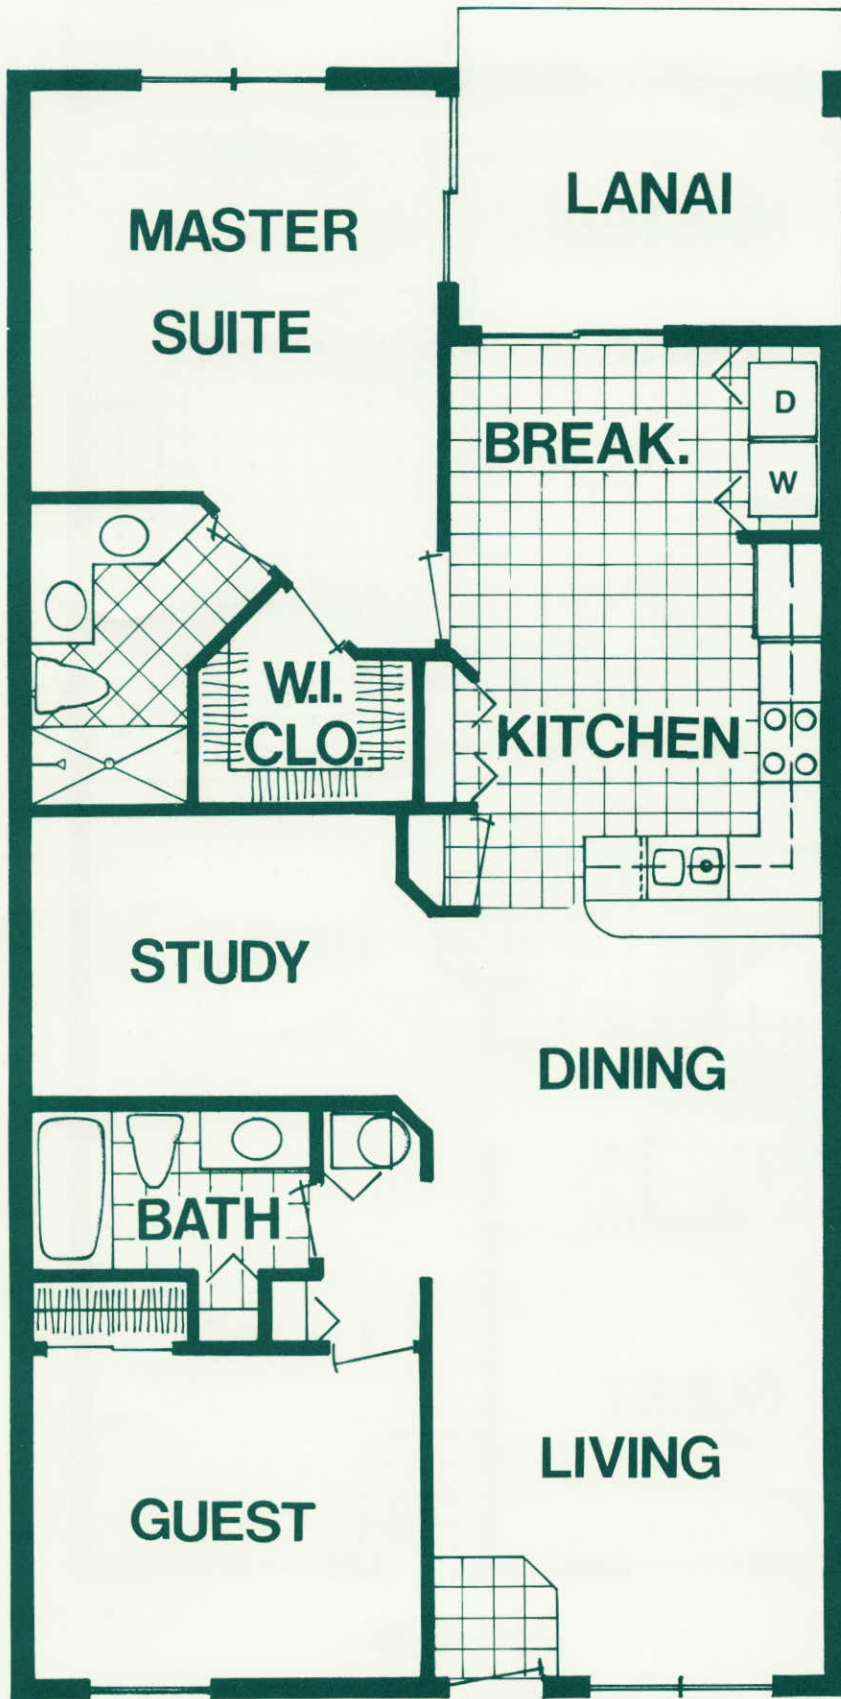 LANAI
MASTER
SUITE
D
BREAK.
W
W.I.
CLO.
KITCHEN
STUDY
DINING
BATH
LIVING
GUEST